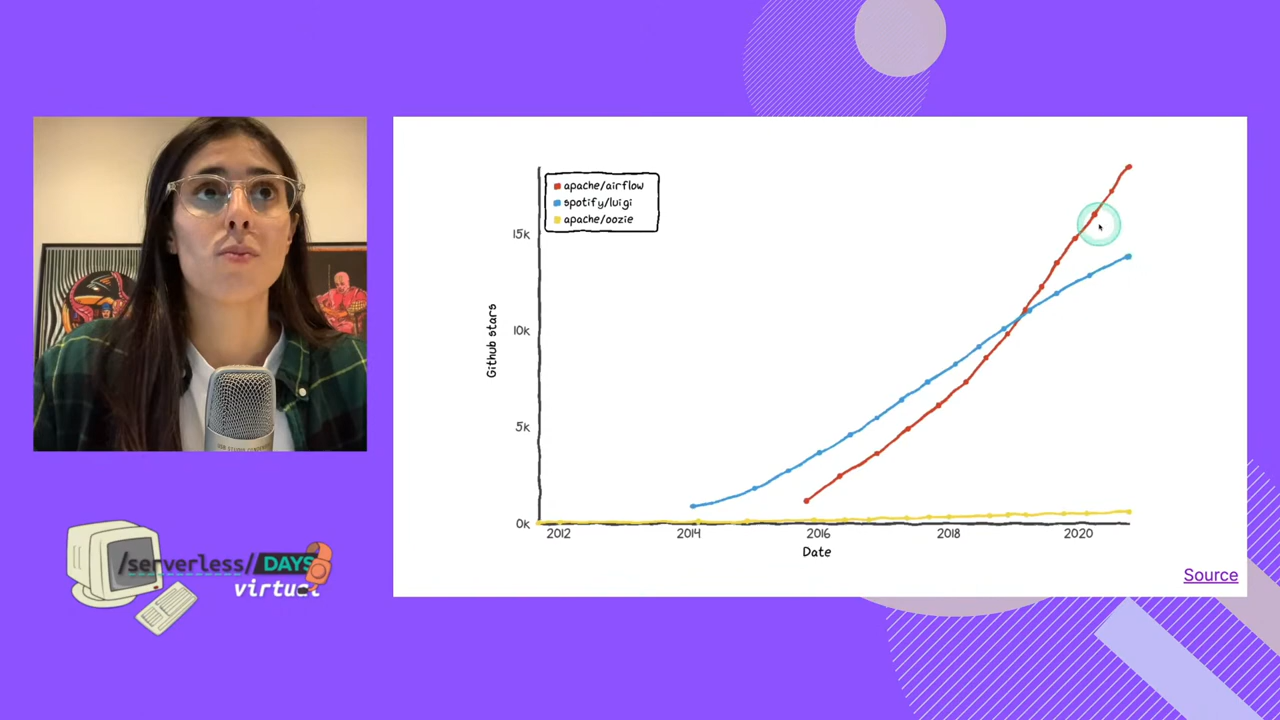 apache/airflow
spotify/luigi
apache/oozie
15k
10k
5k
0k
Github stars
2012
2014
2016
2018
2020
Date
Source
/serverless/DAYS
virtual